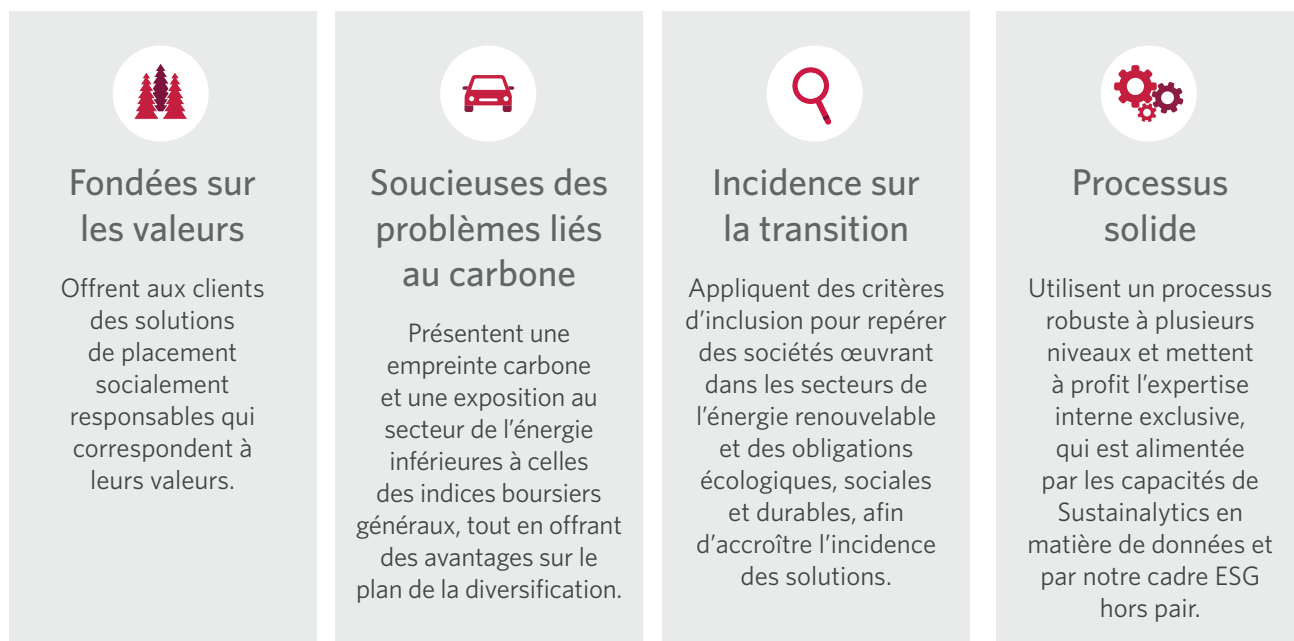 Fondées sur
les valeurs
Offrent aux clients
des solutions
de placement
socialement
responsables qui
correspondent à
leurs valeurs.
Soucieuses des
problèmes liés
au carbone
Présentent une
empreinte carbone
et une exposition au
secteur de l’énergie
inférieures à celles
des indices boursiers
généraux, tout en offrant
des avantages sur le
plan de la diversification.
Incidence sur
la transition
Appliquent des critères
d’inclusion pour repérer
des sociétés œuvrant
dans les secteurs de
l’énergie renouvelable
et des obligations
écologiques, sociales
et durables, afin
d’accroître l’incidence
des solutions.
Processus
solide
Utilisent un processus
robuste à plusieurs
niveaux et mettent
à profit l’expertise
interne exclusive,
qui est alimentée
par les capacités de
Sustainalytics en
matière de données et
par notre cadre ESG
hors pair.